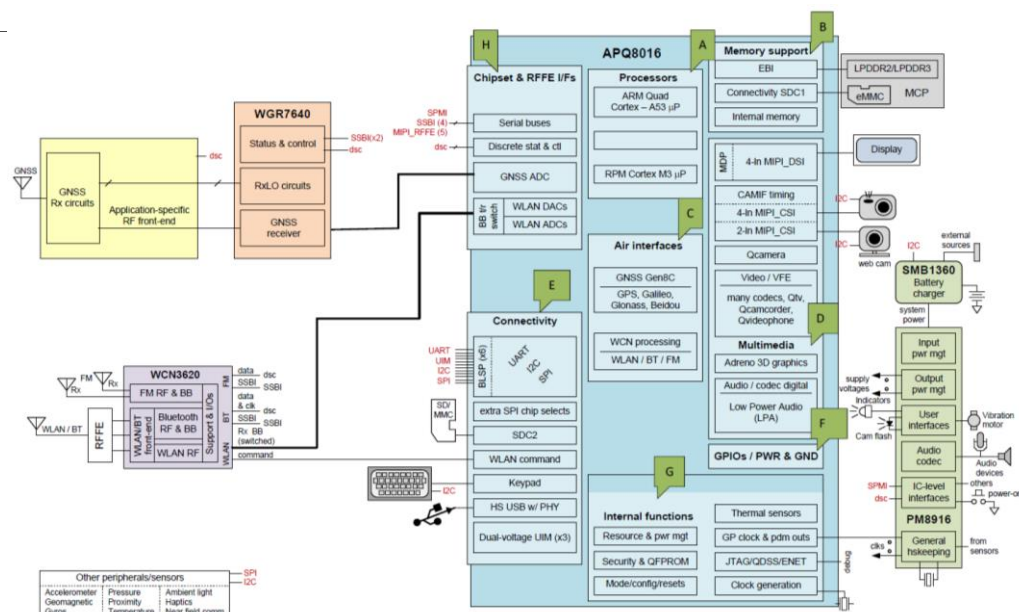 H
A
B
APQ8016
Chipset & RFFE I/Fs
SPMI
SSBI (4)
MIPI_RFFE (5)
dsc
Serial buses
Discrete stat & ctl
GNSS ADC
BB t/r
switch
WLAN DACs
WLAN ADCs
Processors
ARM Quad
Cortex – A53 µP
RPM Cortex M3 µP
Memory support
EBI
Connectivity SDC1
Internal memory
LPDDR2/LPDDR3
eMMC
MCP
MDP
4-ln MIPI_DSI
Display
CAMIF timing
4-ln MIPI_CSI
2-ln MIPI_CSI
I2C
I2C
web cam
Qcamera
Video / VFE
many codecs, Qtv,
Qcamcorder,
Qvideophone
D
Multimedia
Adreno 3D graphics
Audio / codec digital
Low Power Audio
(LPA)
F
GPIOs / PWR & GND
C
Air interfaces
GNSS Gen8C
GPS, Galileo,
Glonass, Beidou
WCN processing
WLAN / BT / FM
E
Connectivity
UART
UIM
I2C
SPI
BLSP (x6)
UART
I2C
SPI
SD/
MMC
extra SPI chip selects
SDC2
WLAN command
Keypad
I2C
HS USB w/ PHY
Dual-voltage UIM (x3)
G
Internal functions
Resource & pwr mgt
Security & QFPROM
Mode/config/resets
Thermal sensors
GP clock & pdm outs
JTAG/QDSS/ENET
Clock generation
debug
GNSS
GNSS
Rx circuits
Application-specific
RF front-end
dsc
WGR7640
Status & control
RxLO circuits
GNSS
receiver
SSBI(x2)
dsc
WCN3620
FM
Rx
Rx
FM RF & BB
WLAN / BT
RFFE
WLAN/BT
front-end
Bluetooth
RF & BB
WLAN RF
Support & I/Os
FM
BT
WLAN
data
dsc
SSBI
SSBI
data
& clk
dsc
SSBI
SSBI
Rx BB
(switched)
command
I2C
external
sources
SMB1360
Battery
charger
system
power
Input
pwr mgt
supply
voltages
Output
pwr mgt
Indicators
Cam flash
User
interfaces
Vibration
motor
Audio
codec
Audio
devices
SPMI
dsc
IC-level
interfaces
others
power-on
PM8916
clks
General
hskeeping
from
sensors
Other peripherals/sensors
SPI
I2C
Accelerometer
Geomagnetic
Gyros
Pressure
Proximity
Temperature
Ambient light
Haptics
Near field comm